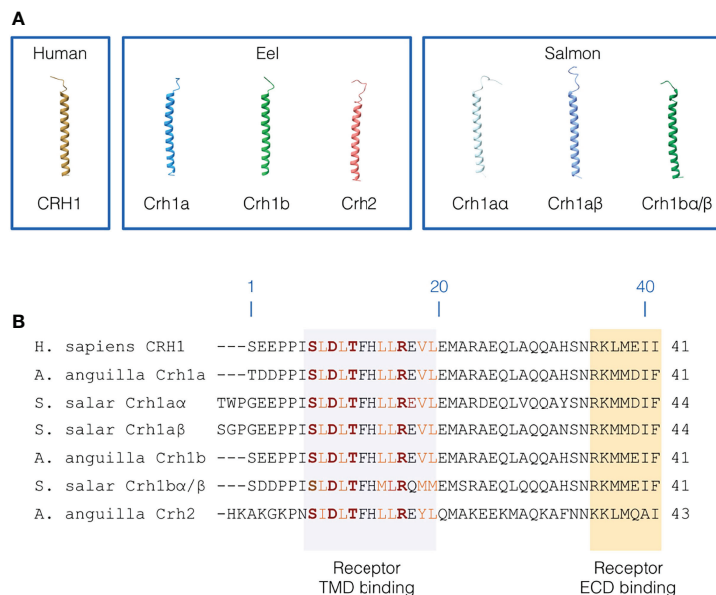 A
Human
Eel
Salmon
CRH1
Crh1a
Crh1b
Crh2
Crh1aα
Crh1aβ
Crh1bα/β
1 20 40
B
H. sapiens CRH1 ---SEEPPISLDLTFHLLREVLEMARAEQLAQQAHSNRKLMEII 41
A. anguilla Crh1a ---TDDPPISLDLTFHLLREVLEMARAEQLAQQAHSNRKMMDIF 41
S. salar Crh1aα TWPGEEPPISLDLTFHLLREVLEMARDEQLVQQAYSNRKMMDIF 44
S. salar Crh1aβ SGPGEEPPISLDLTFHLLREVLEMARAEQLAQQANSNRKMMDIF 44
A. anguilla Crh1b ---SEDPPISLDLTFHLLREVLEMARAEQLAQQAHSNRKMMEIF 41
S. salar Crh1bα/β ---SDDPPISLDLTFHMLRQMMEMSRAEQLAQQAHSNRKMMEIF 41
A. anguilla Crh2 -HKAKGKPNSIDLTFHLLREYLQMAKEEKMAQKAFNNKKLMQAI 43
Receptor
TMD binding
Receptor
ECD binding